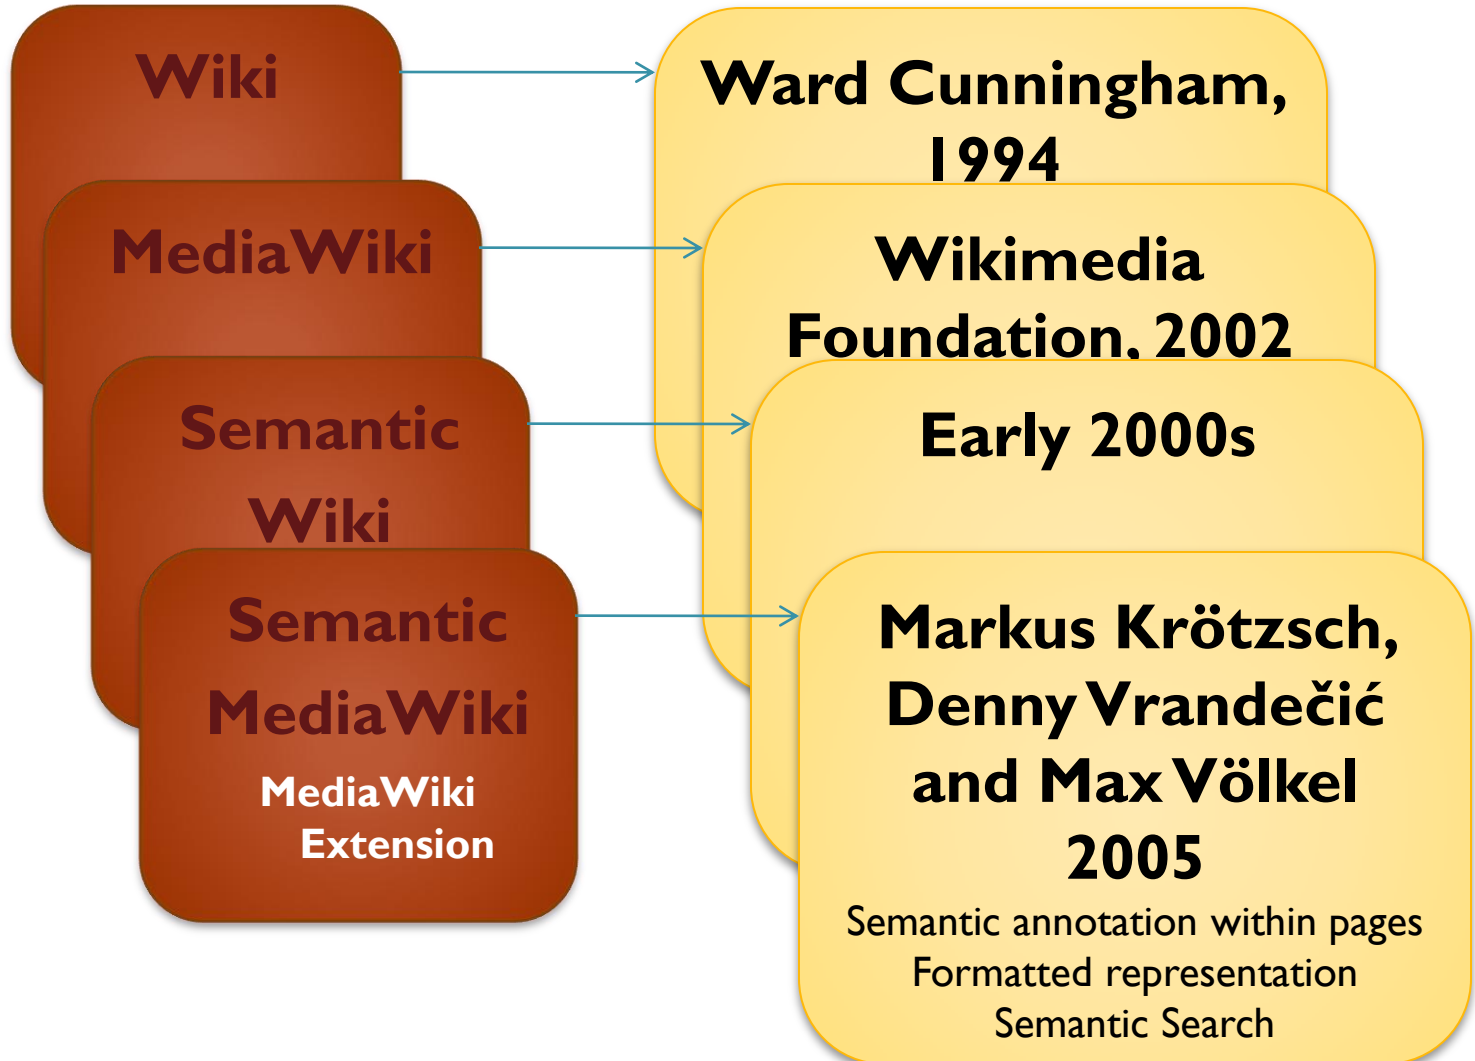 Wiki
Ward Cunningham,
1994
MediaWiki
Wikimedia
Foundation, 2002
Semantic
Wiki
Early 2000s
Semantic
MediaWiki
MediaWiki
Extension
Markus Krötzsch,
Denny Vrandečić
and Max Völkel
2005
Semantic annotation within pages
Formatted representation
Semantic Search